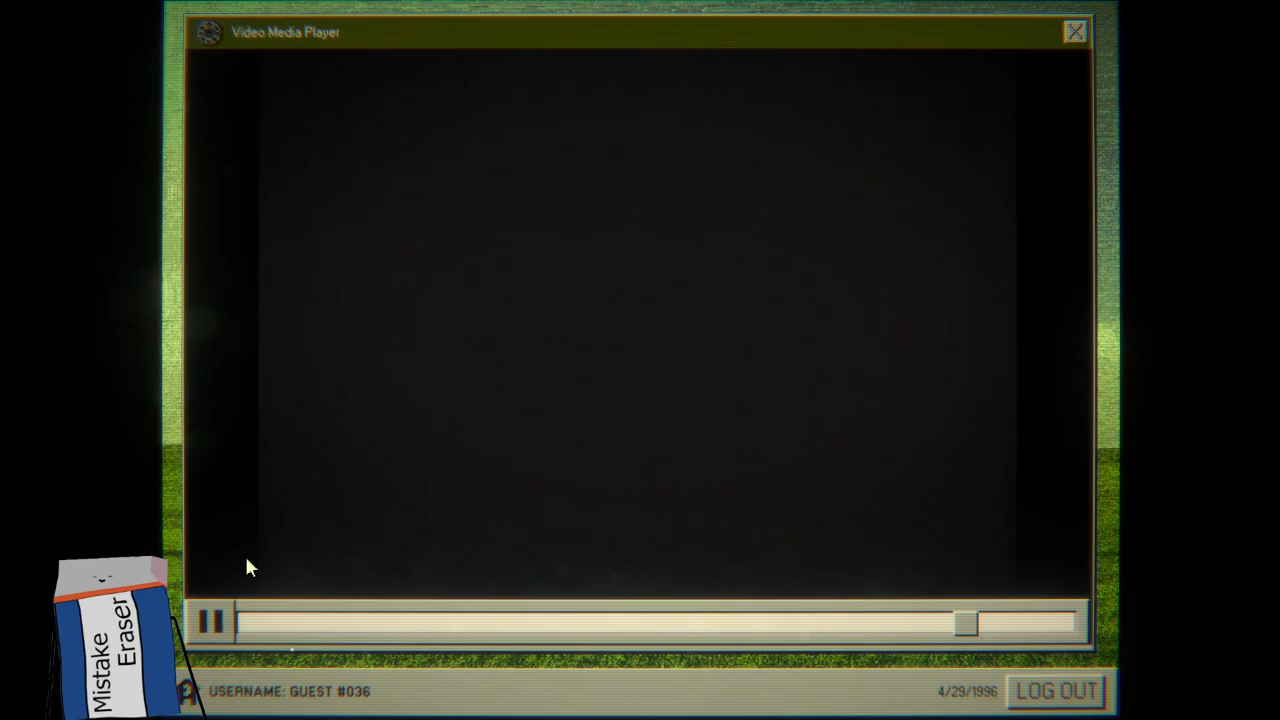 Video Media Player
Mistake
Eraser
USERNAME: GUEST #036
4/29/1996
LOG OUT